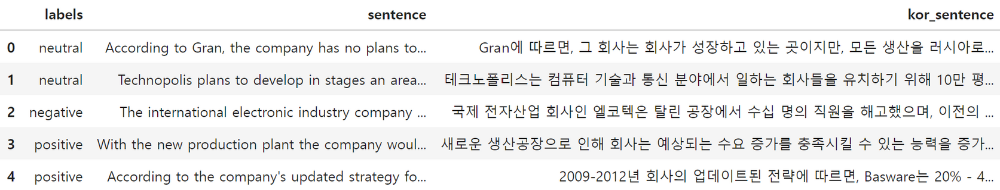 labels sentence kor_sentence
0 neutral According to Gran, the company has no plans to... Gran에 따르면, 그 회사는 회사가 성장하고 있는 곳이지만, 모든 생산을 러시아로...
1 neutral Technopolis plans to develop in stages an area... 테크노폴리스는 컴퓨터 기술과 통신 분야에서 일하는 회사들을 유치하기 위해 10만 평...
2 negative The international electronic industry company ... 국제 전자산업 회사인 엘코텍은 탈린 공장에서 수십 명의 직원을 해고했으며, 이전의 ...
3 positive With the new production plant the company woul... 새로운 생산공장으로 인해 회사는 예상되는 수요 증가를 충족시킬 수 있는 능력을 증가...
4 positive According to the company's updated strategy fo... 2009-2012년 회사의 업데이트된 전략에 따르면, Basware는 20% - 4...